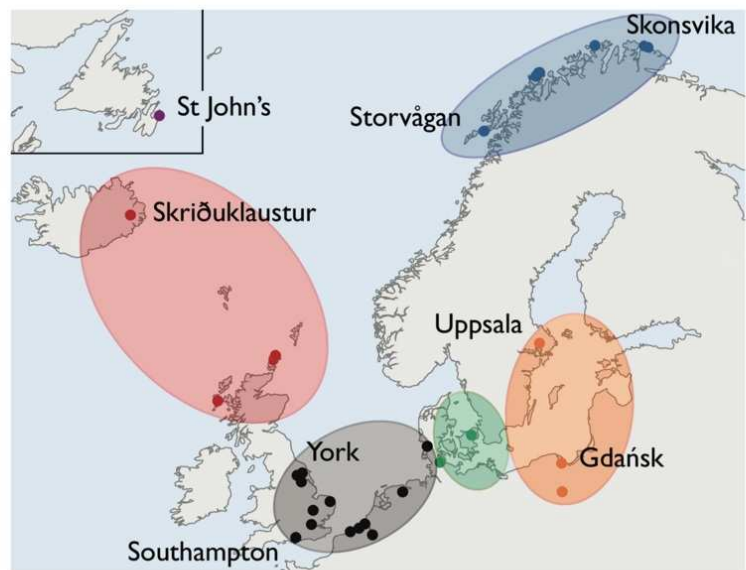 Skonsvika
St John's
Storvågan
Skriðuklaustur
Uppsala
York
Gdańsk
Southampton